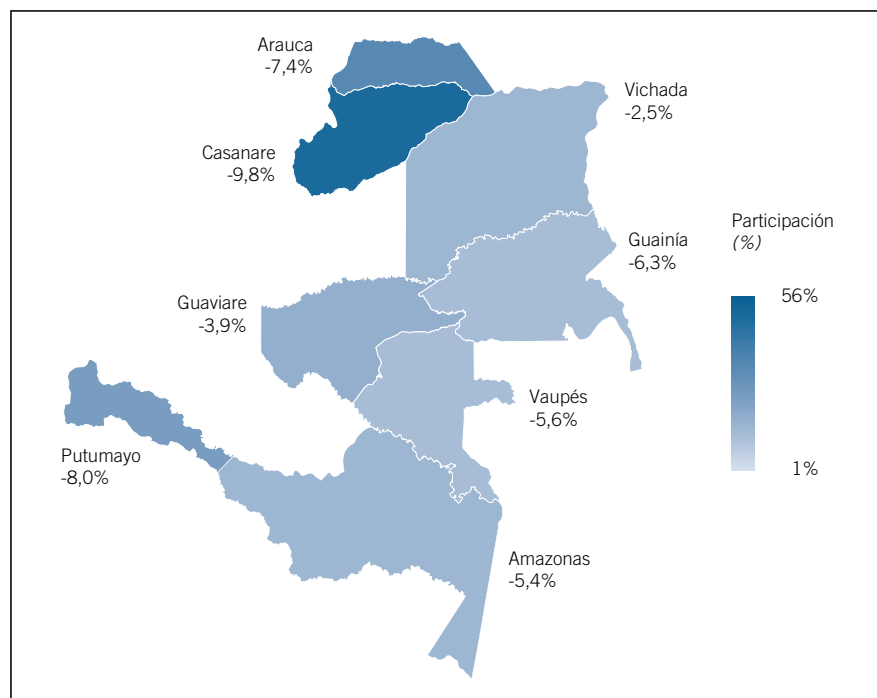 Arauca
-7,4%
Vichada
-2,5%
Casanare
-9,8%
Participación
(%)
Guainía
-6,3%
56%
Guaviare
-3,9%
Vaupés
-5,6%
Putumayo
-8,0%
1%
Amazonas
-5,4%